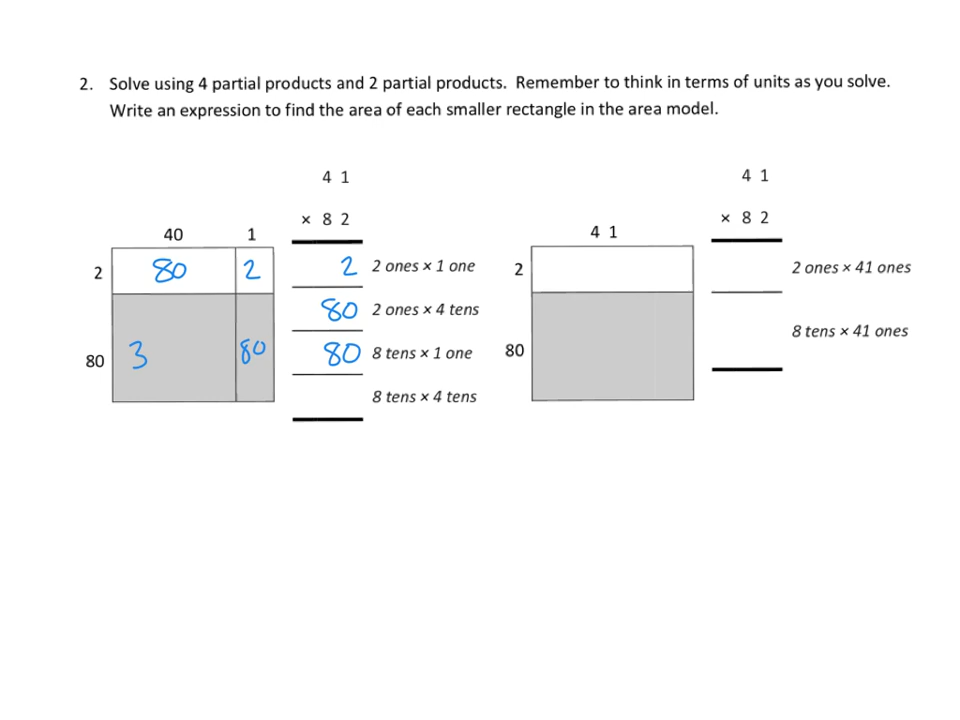 2. Solve using 4 partial products and 2 partial products. Remember to think in terms of units as you solve.
Write an expression to find the area of each smaller rectangle in the area model.
4 1
× 8 2
40 1
2 80 2
80 3 80
2 2 ones × 1 one
80 2 ones × 4 tens
80 8 tens × 1 one
8 tens × 4 tens
4 1
2
80
4 1
× 8 2
2 ones × 41 ones
8 tens × 41 ones